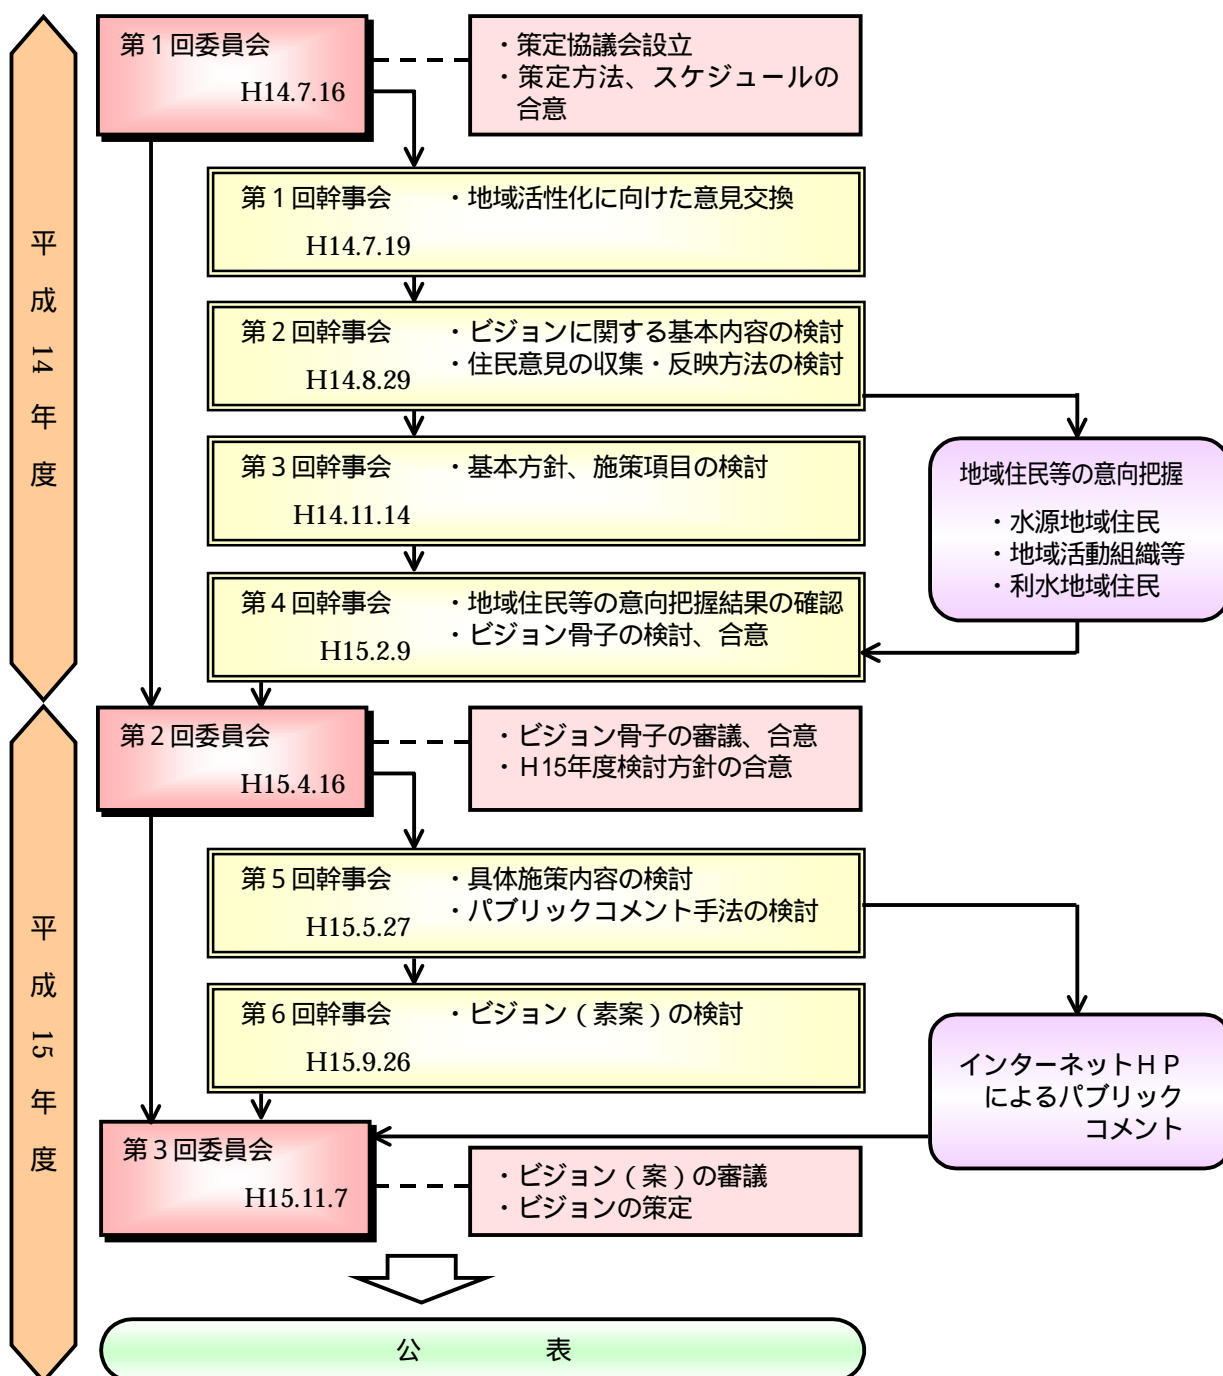 平成14年度
第１回委員会
H14.7.16
・策定協議会設立
・策定方法、スケジュールの
合意
第１回幹事会　・地域活性化に向けた意見交換
H14.7.19
第２回幹事会　・ビジョンに関する基本内容の検討
・住民意見の収集・反映方法の検討
H14.8.29
第３回幹事会　・基本方針、施策項目の検討
H14.11.14
地域住民等の意向把握
・水源地域住民
・地域活動組織等
・利水地域住民
第４回幹事会　・地域住民等の意向把握結果の確認
・ビジョン骨子の検討、合意
H15.2.9
平成15年度
第２回委員会
H15.4.16
・ビジョン骨子の審議、合意
・Ｈ15年度検討方針の合意
第５回幹事会　・具体施策内容の検討
・パブリックコメント手法の検討
H15.5.27
第６回幹事会　・ビジョン（素案）の検討
H15.9.26
インターネットＨＰ
によるパブリック
コメント
第３回委員会
H15.11.7
・ビジョン（案）の審議
・ビジョンの策定
公　表